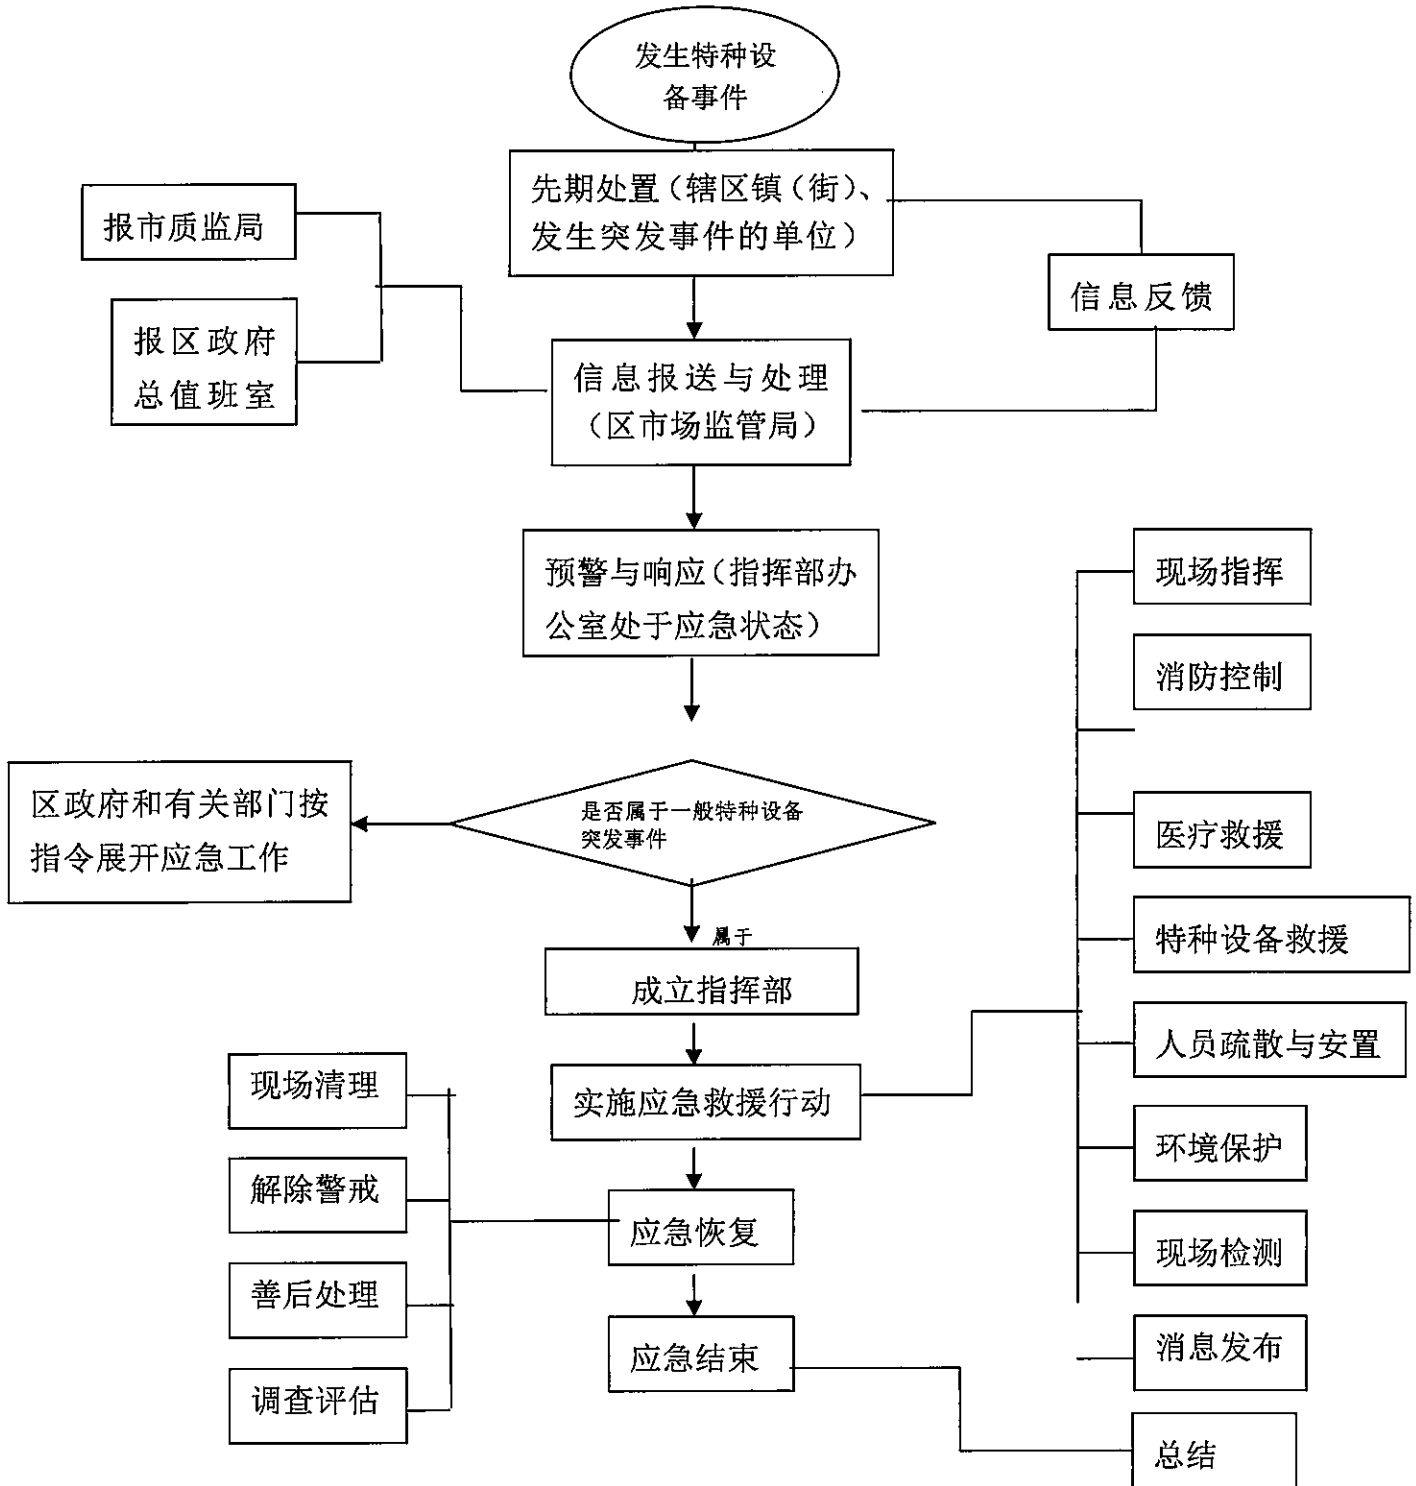 发生特种设
备事件
先期处置（辖区镇（街）、
发生突发事件的单位）
报市质监局
报区政府
总值班室
信息反馈
信息报送与处理
（区市场监管局）
预警与响应（指挥部办
公室处于应急状态）
现场指挥
消防控制
区政府和有关部门按
指令展开应急工作
是否属于一般特种设备
突发事件
医疗救援
属于
特种设备救援
成立指挥部
人员疏散与安置
现场清理
实施应急救援行动
环境保护
解除警戒
应急恢复
现场检测
善后处理
应急结束
消息发布
调查评估
总结